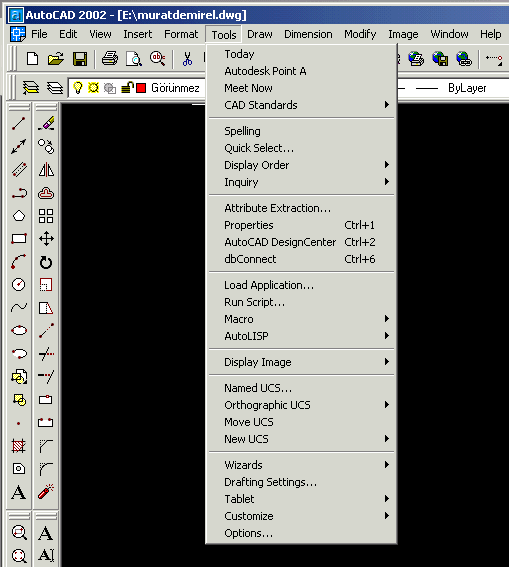 AutoCAD 2002 - [E:\muratdemirel.dwg]
File Edit View Insert Format Tools Draw Dimension Modify Image Window Help
Görünmez
ByLayer
Today
Autodesk Point A
Meet Now
CAD Standards
Spelling
Quick Select...
Display Order
Inquiry
Attribute Extraction...
Properties Ctrl+1
AutoCAD DesignCenter Ctrl+2
dbConnect Ctrl+6
Load Application...
Run Script...
Macro
AutoLISP
Display Image
Named UCS...
Orthographic UCS
Move UCS
New UCS
Wizards
Drafting Settings...
Tablet
Customize
Options...
A
A
A